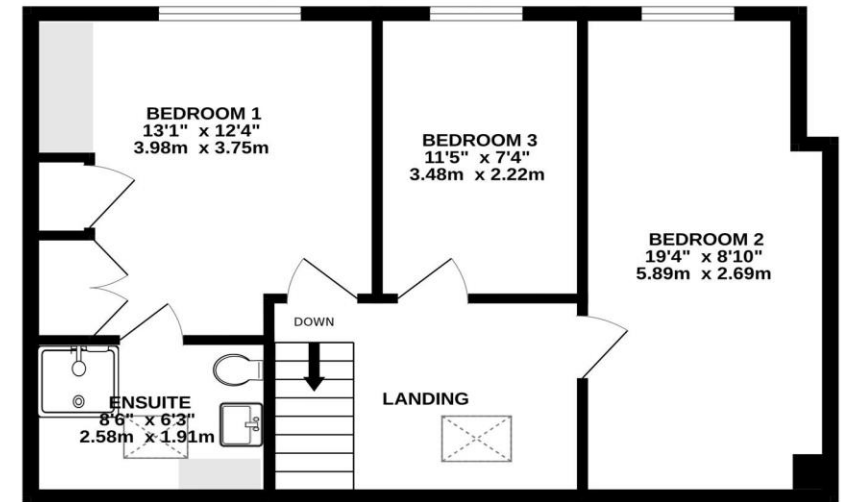 BEDROOM 1
13'1" x 12'4"
3.98m x 3.75m
BEDROOM 3
11'5" x 7'4"
3.48m x 2.22m
BEDROOM 2
19'4" x 8'10"
5.89m x 2.69m
DOWN
LANDING
ENSUITE
8'6" x 6'3"
2.58m x 1.91m